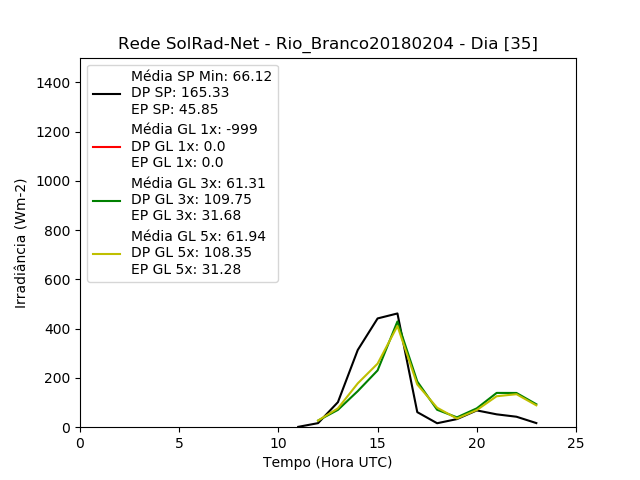 Rede SolRad-Net - Rio_Branco20180204 - Dia [35]
Média SP Min: 66.12
DP SP: 165.33
EP SP: 45.85
Média GL 1x: -999
DP GL 1x: 0.0
EP GL 1x: 0.0
Média GL 3x: 61.31
DP GL 3x: 109.75
EP GL 3x: 31.68
Média GL 5x: 61.94
DP GL 5x: 108.35
EP GL 5x: 31.28
Irradiância (Wm-2)
1400
1200
1000
800
600
400
200
0
0 5 10 15 20 25
Tempo (Hora UTC)